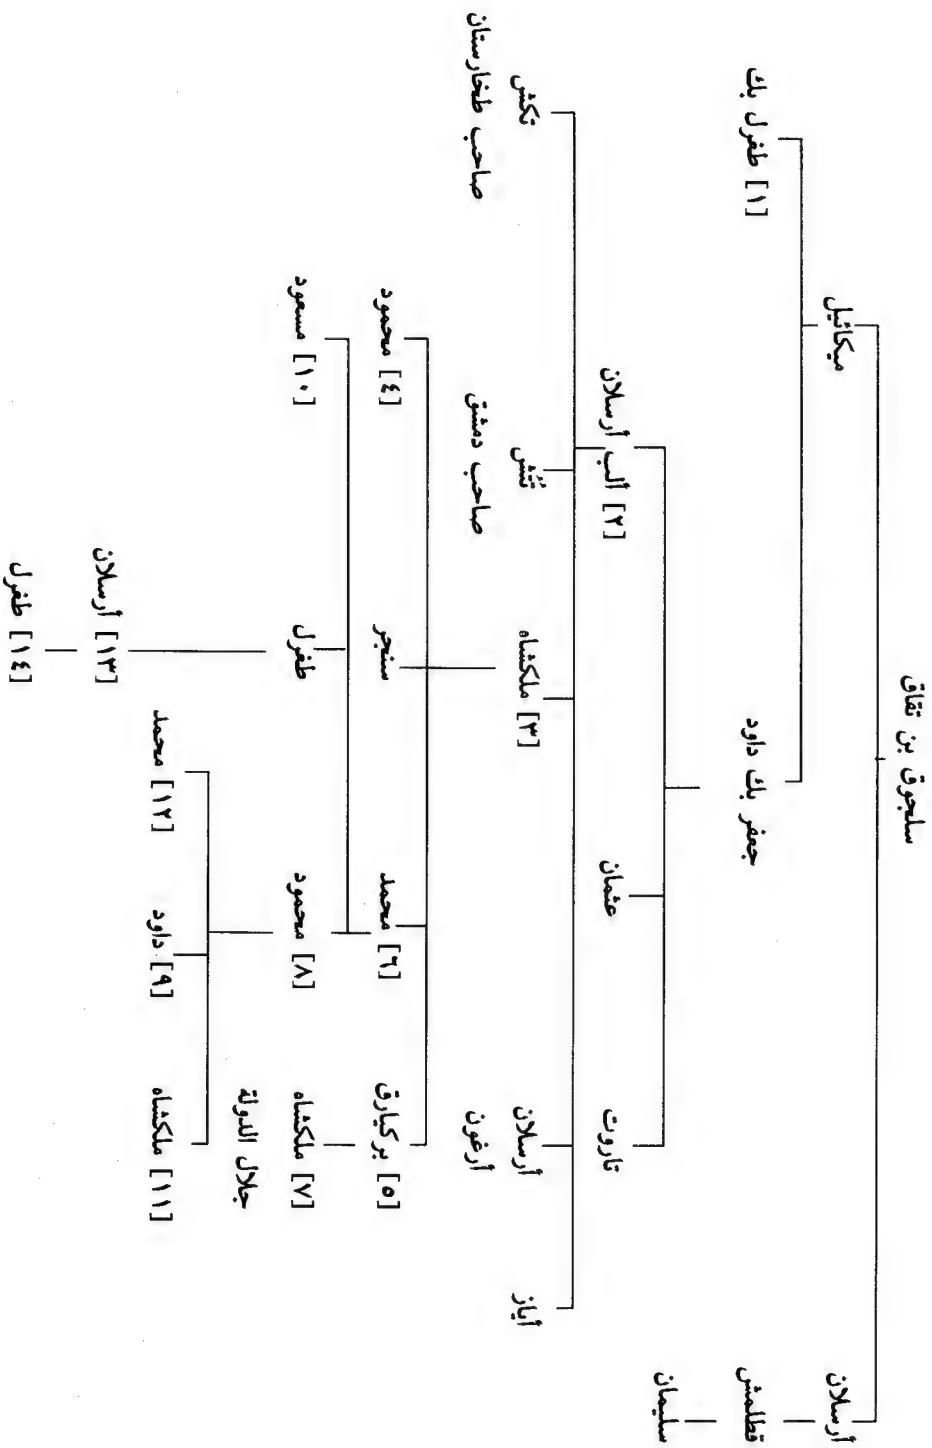 سلجوق بن تقاق
أرسلان
ميكائيل
قطلمش
جعفر بك داود
[١] طغرل بك
سليمان
تاروت
عثمان
[٢] ألب أرسلان
أياز
أرسلان
أرغون
[٣] ملكشاه
تُتُش
صاحب دمشق
تكش
صاحب طخارستان
[٥] بركيارق
[٦] محمد
سنجر
[٤] محمود
[٧] ملكشاه
جلال الدولة
[٨] محمود
طغرل
[١٠] مسعود
[١١] ملكشاه
[٩] داود
[١٢] محمد
[١٣] أرسلان
[١٤] طغرل